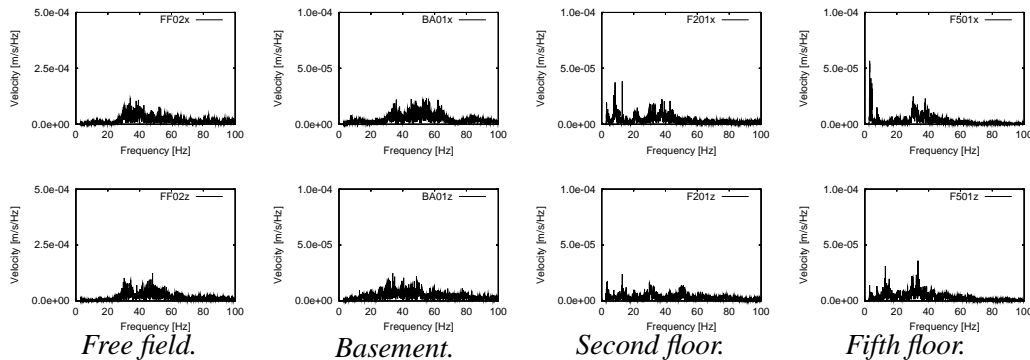 5.0e-04
2.5e-04
0.0e+00
Velocity [m/s/Hz]
FF02x
0 20 40 60 80 100
Frequency [Hz]
1.0e-04
5.0e-05
0.0e+00
Velocity [m/s/Hz]
BA01x
0 20 40 60 80 100
Frequency [Hz]
1.0e-04
5.0e-05
0.0e+00
Velocity [m/s/Hz]
F201x
0 20 40 60 80 100
Frequency [Hz]
1.0e-04
5.0e-05
0.0e+00
Velocity [m/s/Hz]
F501x
0 20 40 60 80 100
Frequency [Hz]
5.0e-04
2.5e-04
0.0e+00
Velocity [m/s/Hz]
FF02z
0 20 40 60 80 100
Frequency [Hz]
1.0e-04
5.0e-05
0.0e+00
Velocity [m/s/Hz]
BA01z
0 20 40 60 80 100
Frequency [Hz]
1.0e-04
5.0e-05
0.0e+00
Velocity [m/s/Hz]
F201z
0 20 40 60 80 100
Frequency [Hz]
1.0e-04
5.0e-05
0.0e+00
Velocity [m/s/Hz]
F501z
0 20 40 60 80 100
Frequency [Hz]
Free field.
Basement.
Second floor.
Fifth floor.